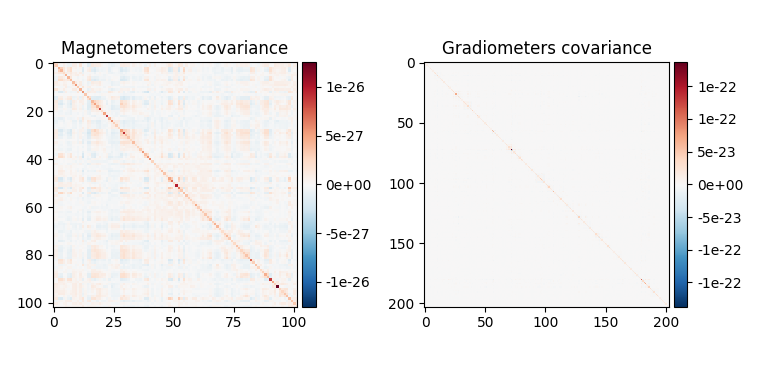 Magnetometers covariance
0
20
40
60
80
100
0
25
50
75
100
1e-26
5e-27
0e+00
-5e-27
-1e-26
Gradiometers covariance
0
50
100
150
200
0
50
100
150
200
1e-22
1e-22
5e-23
0e+00
-5e-23
-1e-22
-1e-22